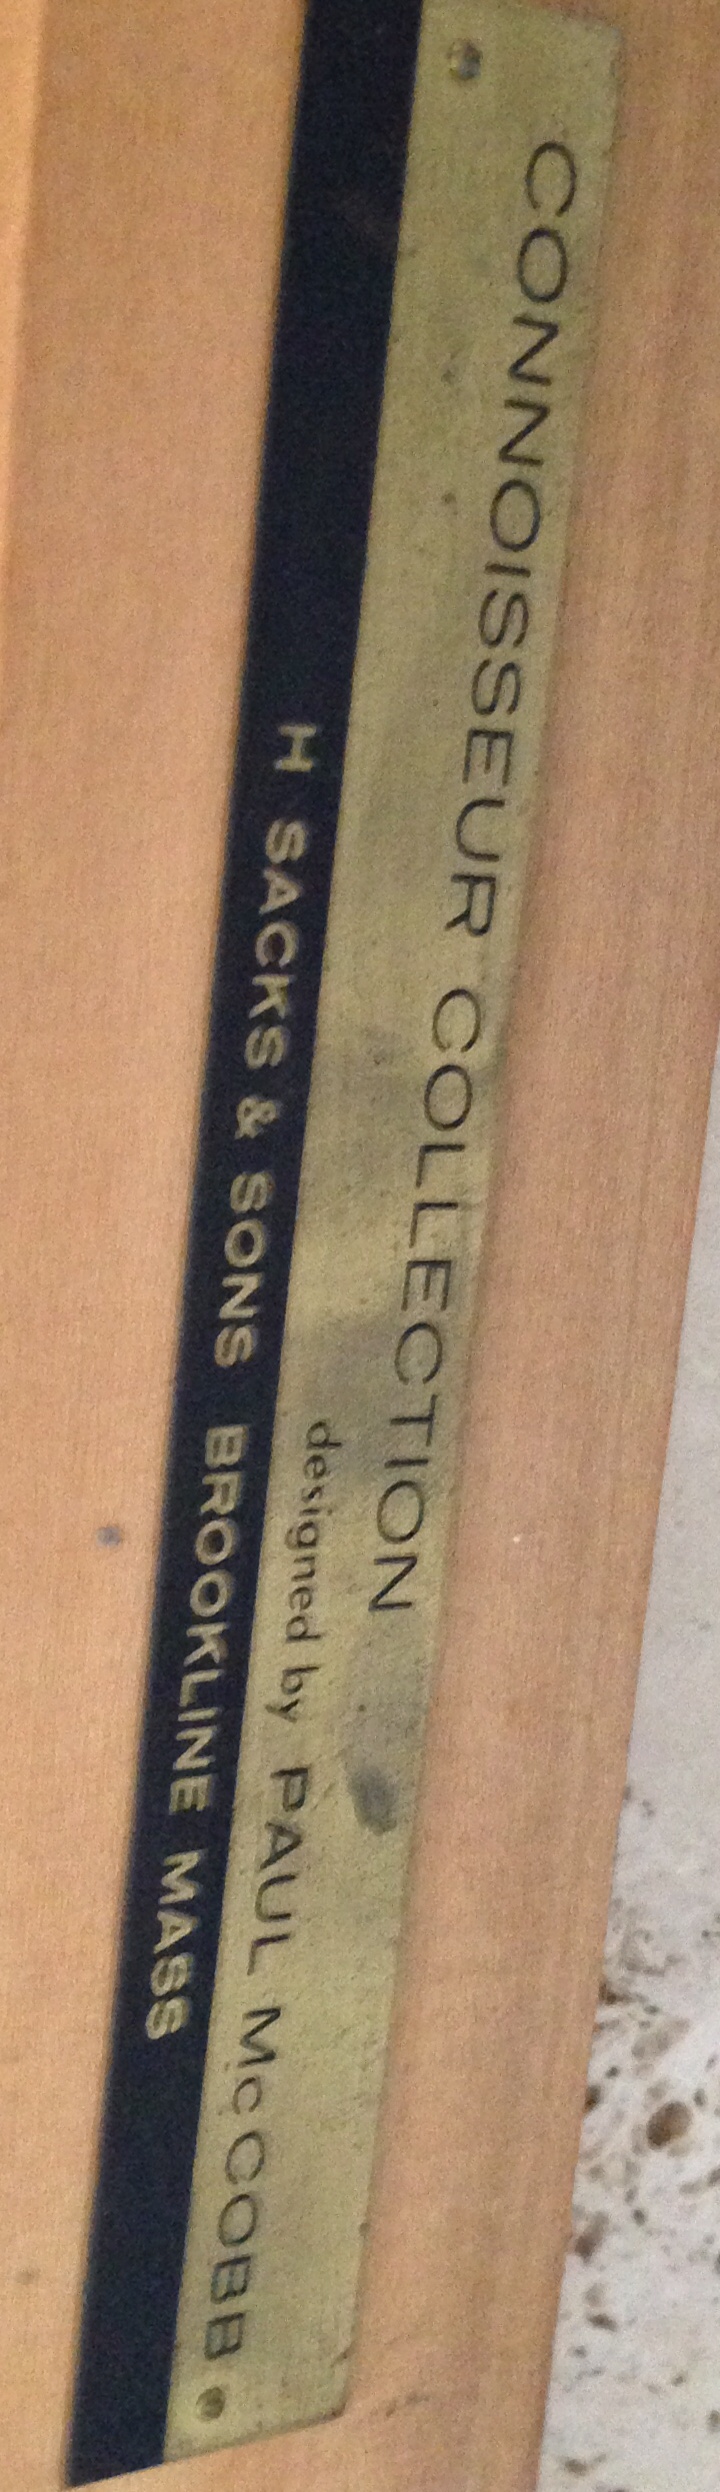 CONNOISSEUR COLLECTION
designed by PAUL McCOBB
H SACKS & SONS BROOKLINE MASS